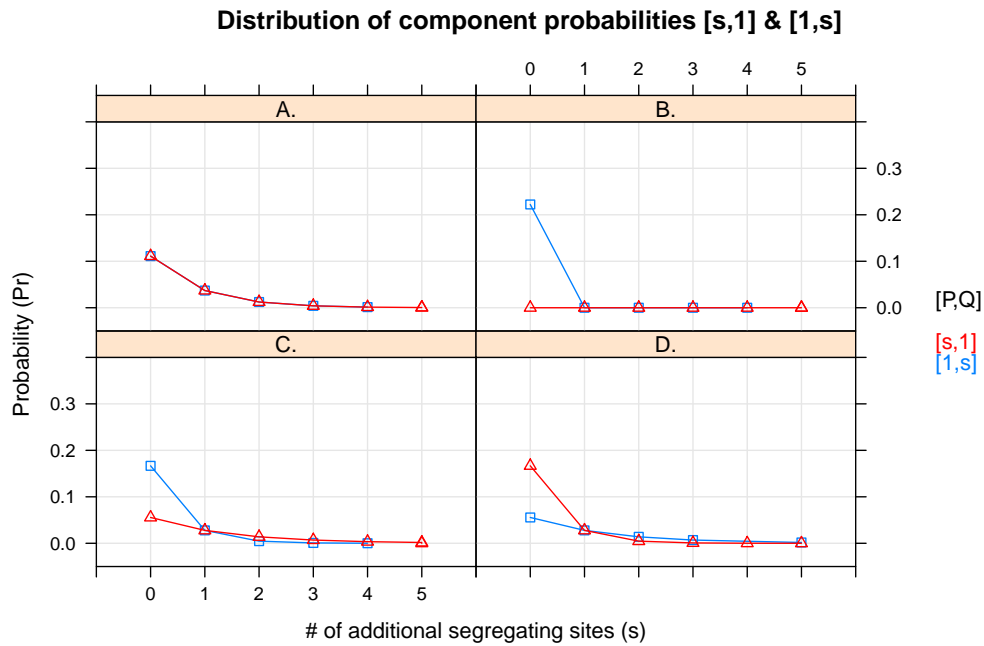 Distribution of component probabilities [s,1] & [1,s]
0 1 2 3 4 5
A. B.
0.3
0.2
0.1
0.0
[P,Q]
[s,1]
[1,s]
Probability (Pr)
C. D.
0.3
0.2
0.1
0.0
0 1 2 3 4 5
# of additional segregating sites (s)